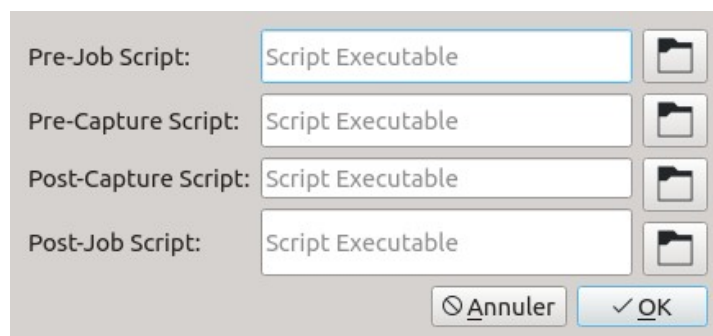 Pre-Job Script: Script Executable
Pre-Capture Script: Script Executable
Post-Capture Script: Script Executable
Post-Job Script: Script Executable
Annuler OK